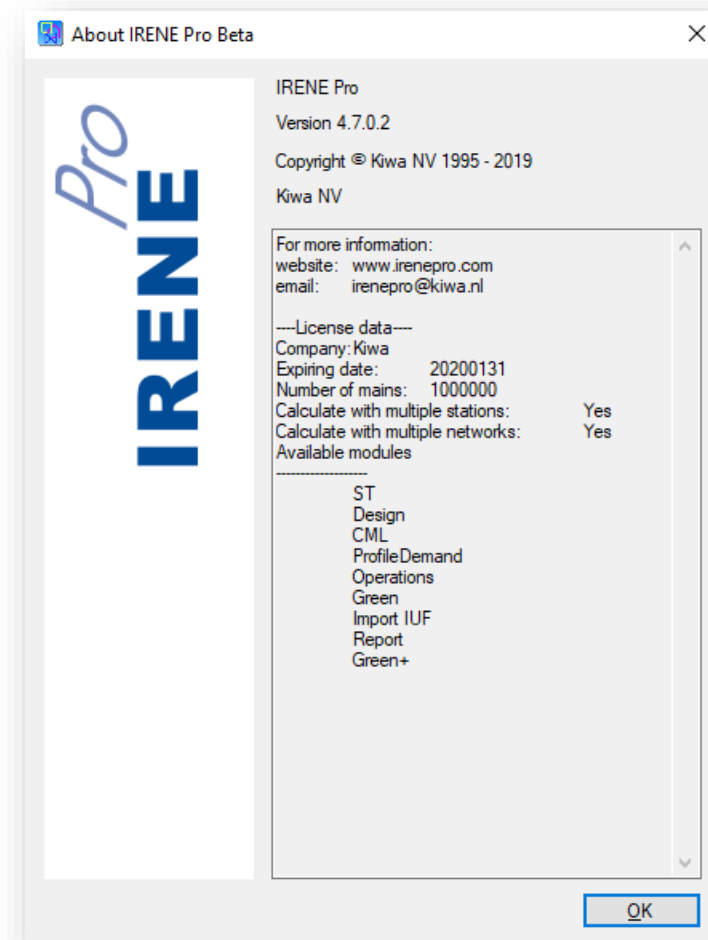 About IRENE Pro Beta
IRENE Pro
IRENE Pro
Version 4.7.0.2
Copyright © Kiwa NV 1995 - 2019
Kiwa NV
For more information:
website: www.irenepro.com
email: irenepro@kiwa.nl
----License data----
Company: Kiwa
Expiring date: 20200131
Number of mains: 1000000
Calculate with multiple stations: Yes
Calculate with multiple networks: Yes
Available modules
--------------------
ST
Design
CML
ProfileDemand
Operations
Green
Import IUF
Report
Green+
OK